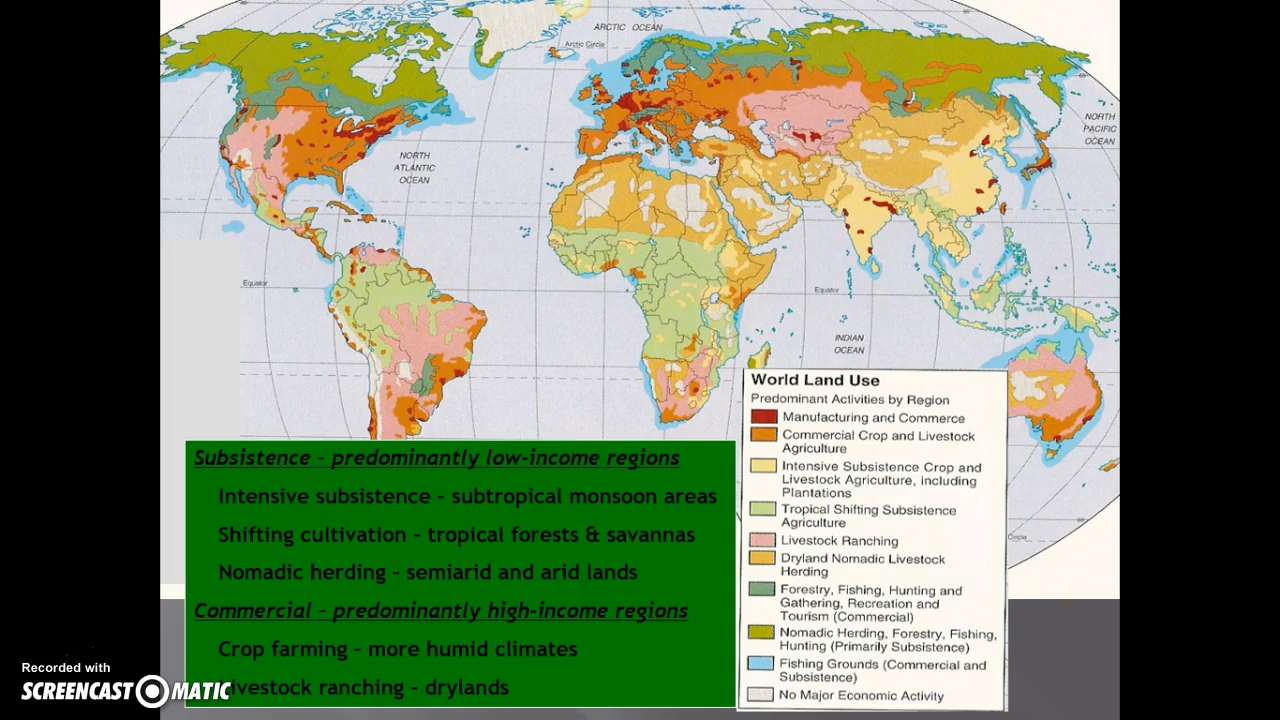 ARCTIC OCEAN
Arctic Circle
NORTH
PACIFIC
OCEAN
NORTH
ATLANTIC
OCEAN
Equator
Equator
INDIAN
OCEAN
Circle
World Land Use
Predominant Activities by Region
Manufacturing and Commerce
Commercial Crop and Livestock
Agriculture
Intensive Subsistence Crop and
Livestock Agriculture, including
Plantations
Tropical Shifting Subsistence
Agriculture
Livestock Ranching
Dryland Nomadic Livestock
Herding
Forestry, Fishing, Hunting and
Gathering, Recreation and
Tourism (Commercial)
Nomadic Herding, Forestry, Fishing,
Hunting (Primarily Subsistence)
Fishing Grounds (Commercial and
Subsistence)
No Major Economic Activity
Subsistence – predominantly low-income regions
Intensive subsistence – subtropical monsoon areas
Shifting cultivation – tropical forests & savannas
Nomadic herding – semiarid and arid lands
Commercial – predominantly high-income regions
Crop farming – more humid climates
Livestock ranching – drylands
Recorded with
SCREENCAST MATIC